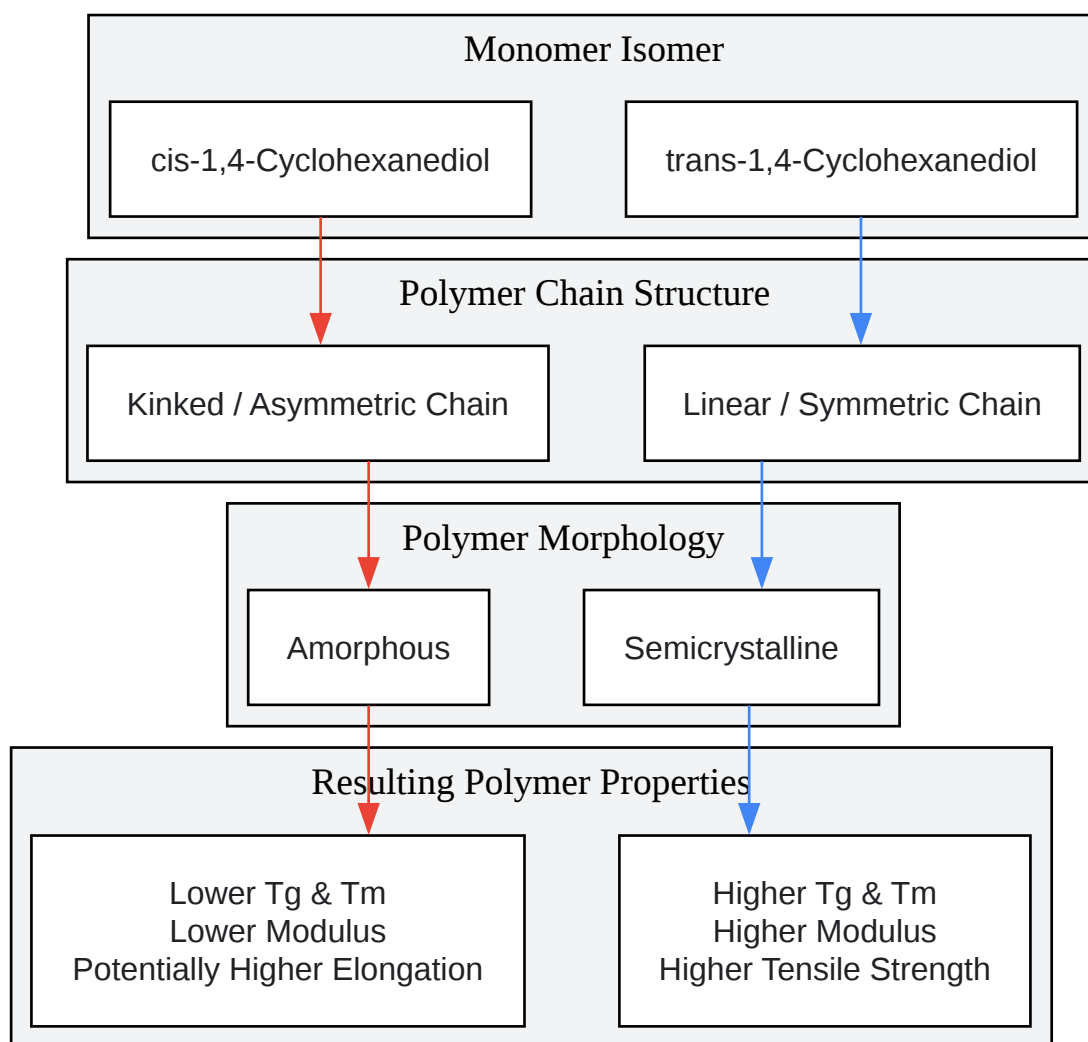 Monomer Isomer
cis-1,4-Cyclohexanediol
trans-1,4-Cyclohexanediol
Polymer Chain Structure
Kinked / Asymmetric Chain
Linear / Symmetric Chain
Polymer Morphology
Amorphous
Semicrystalline
Resulting Polymer Properties
Lower Tg & Tm
Lower Modulus
Potentially Higher Elongation
Higher Tg & Tm
Higher Modulus
Higher Tensile Strength